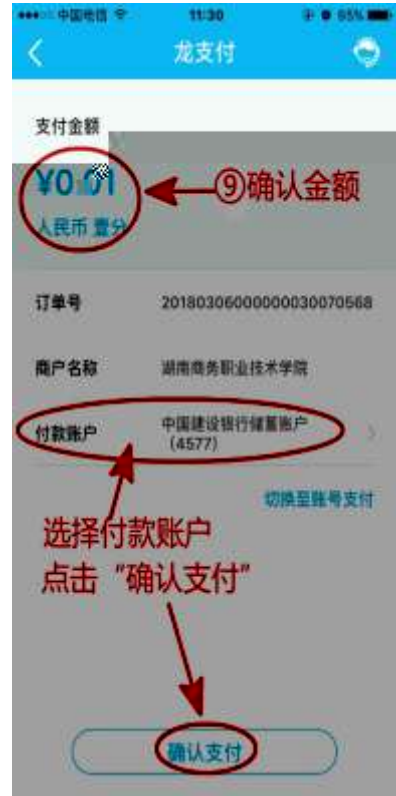 中国电信 11:30 65%
龙支付
支付金额
¥0.01
⑨确认金额
人民币 壹分
订单号 20180306000000030070568
商户名称 湖南商务职业技术学院
付款账户 中国建设银行储蓄账户
(4577)
切换至账号支付
选择付款账户
点击“确认支付”
确认支付